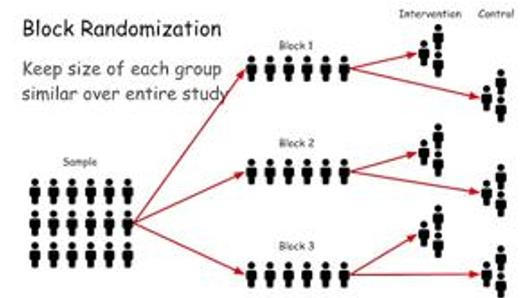 Block Randomization
Keep size of each group
similar over entire study
Sample
Block 1
Block 2
Block 3
Intervention
Control